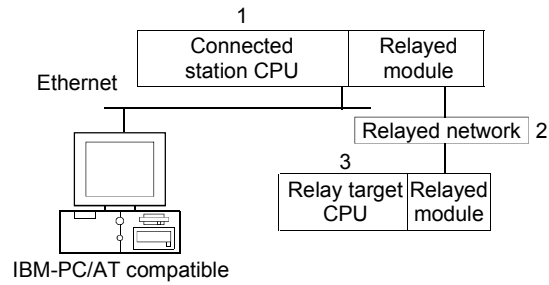 1
Connected
station CPU
Relayed
module
Ethernet
Relayed network 2
3
Relay target
CPU
Relayed
module
IBM-PC/AT compatible